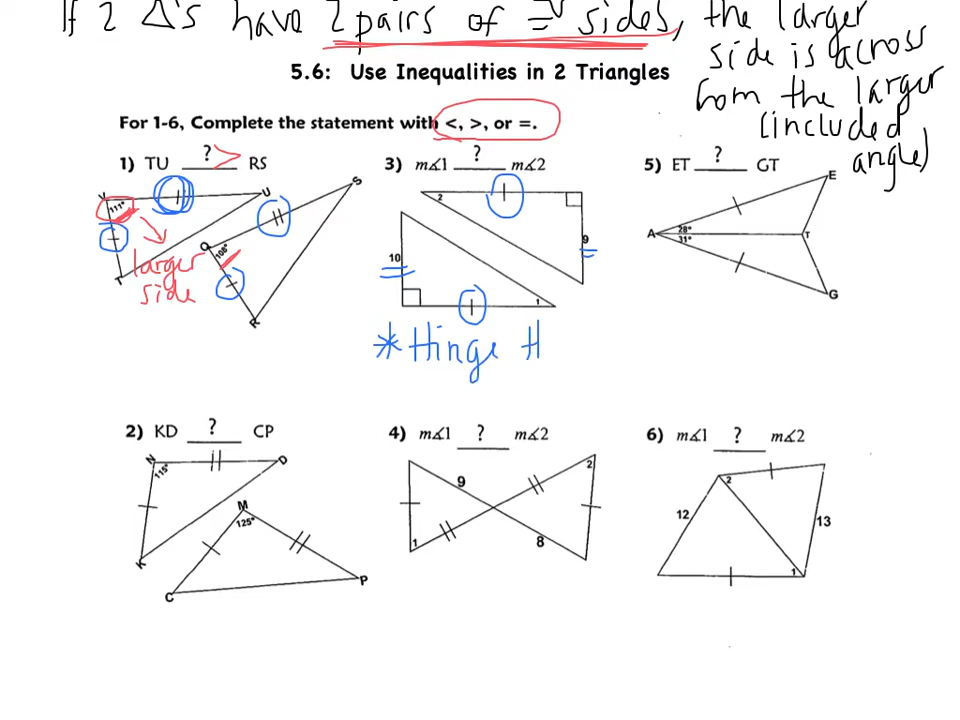 If 2 Δ's have 2 pairs of ≅ sides, the larger
side is across
from the larger
(included
angle)
5.6: Use Inequalities in 2 Triangles
For 1-6, Complete the statement with <, >, or =.
1) TU ? > RS
3) m∡1 ? m∡2
5) ET ? GT
V 111° U T
larger
side
S Q 108° R
2 9
10 1
E A 28° 31° T G
*Hinge
2) KD ? CP
4) m∡1 ? m∡2
6) m∡1 ? m∡2
N 115° D K
M 125° C P
9 2 1 8
2 12 13 1